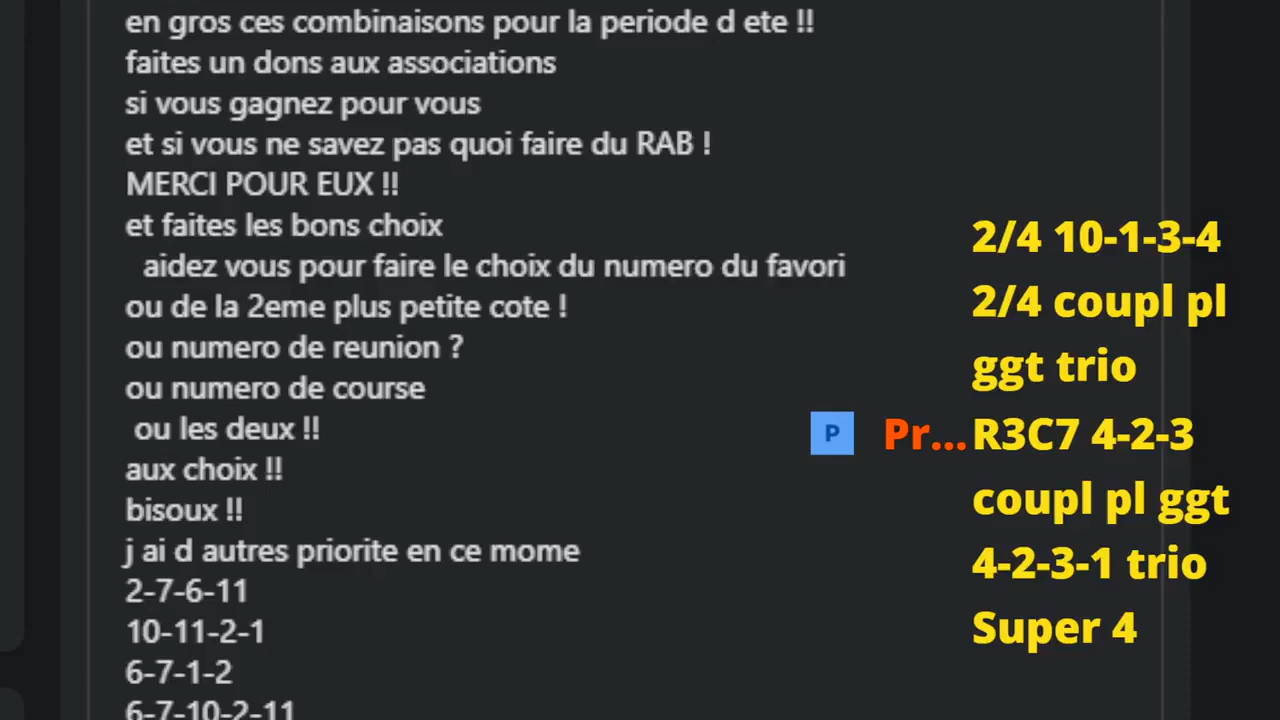 en gros ces combinaisons pour la periode d ete !!
faites un dons aux associations
si vous gagnez pour vous
et si vous ne savez pas quoi faire du RAB !
MERCI POUR EUX !!
et faites les bons choix
aidez vous pour faire le choix du numero du favori
ou de la 2eme plus petite cote !
ou numero de reunion ?
ou numero de course
ou les deux !!
aux choix !!
bisoux !!
j ai d autres priorite en ce mome
2-7-6-11
10-11-2-1
6-7-1-2
6-7-10-2-11
2/4 10-1-3-4
2/4 coupl pl
ggt trio
P Pr... R3C7 4-2-3
coupl pl ggt
4-2-3-1 trio
Super 4